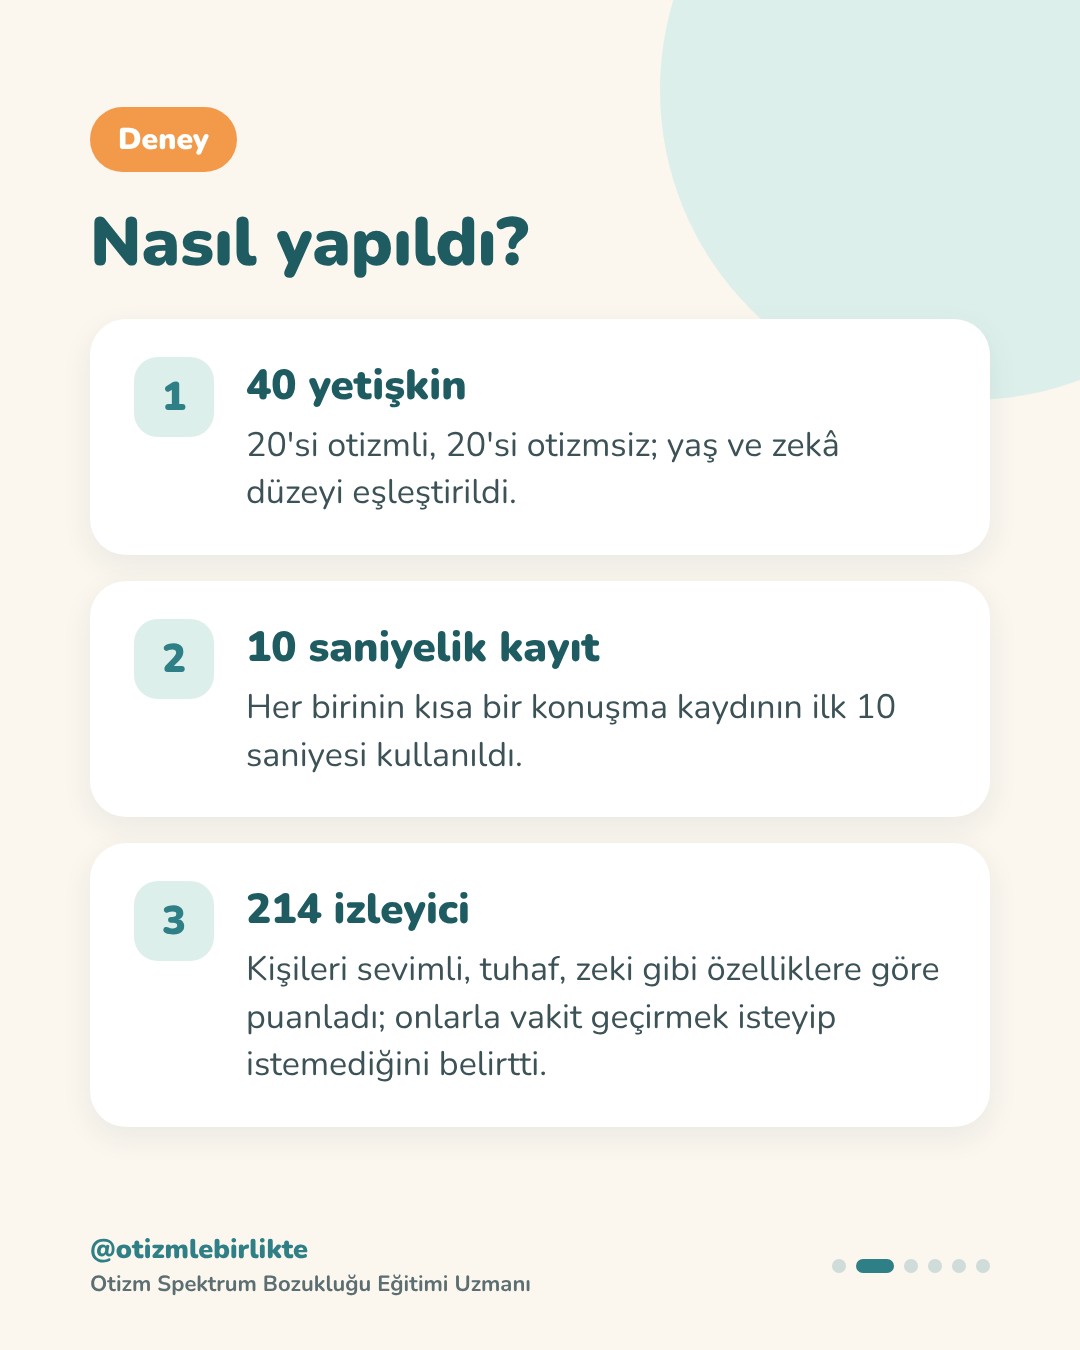 Deney
Nasıl yapıldı?
1
40 yetişkin
20'si otizmli, 20'si otizmsiz; yaş ve zekâ
düzeyi eşleştirildi.
2
10 saniyelik kayıt
Her birinin kısa bir konuşma kaydının ilk 10
saniyesi kullanıldı.
3
214 izleyici
Kişileri sevimli, tuhaf, zeki gibi özelliklere göre
puanladı; onlarla vakit geçirmek isteyip
istemediğini belirtti.
@otizmlebirlikte
Otizm Spektrum Bozukluğu Eğitimi Uzmanı